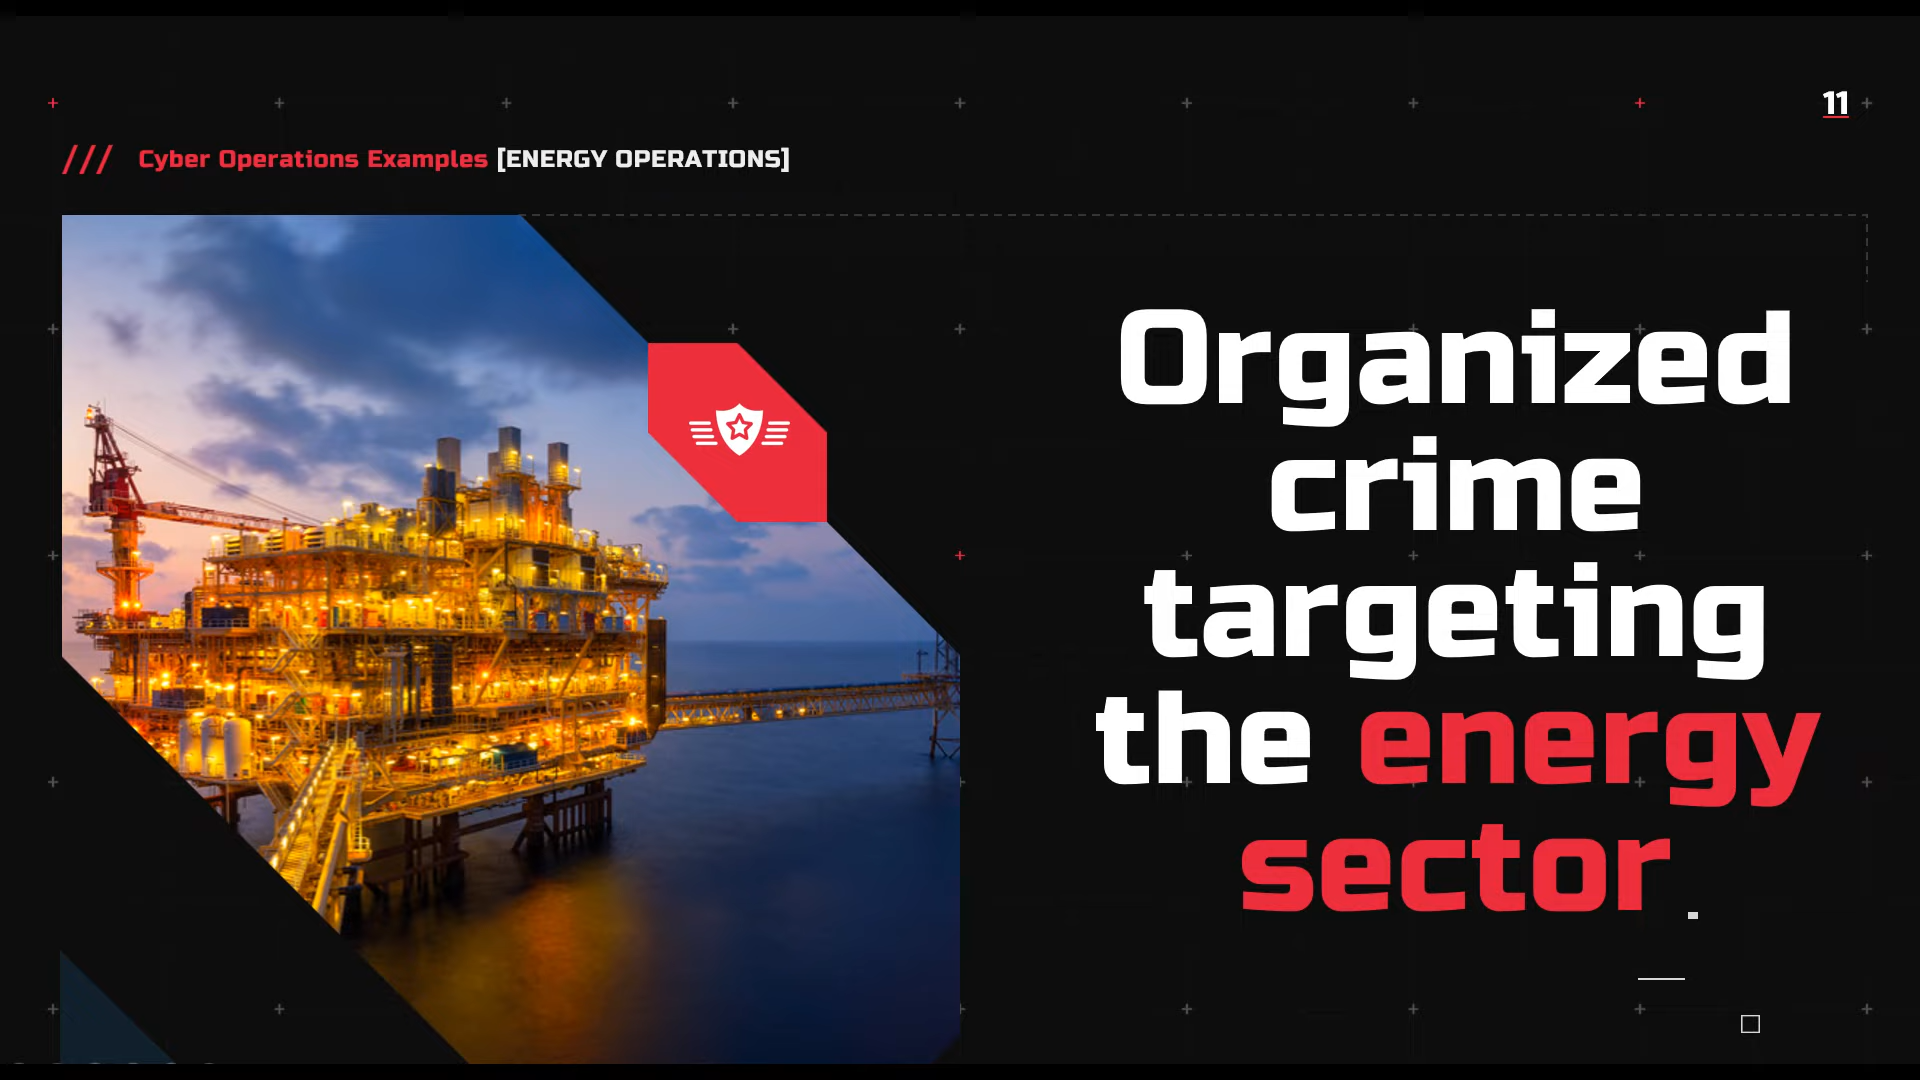 11
/// Cyber Operations Examples [ENERGY OPERATIONS]
Organized
crime
targeting
the energy
sector